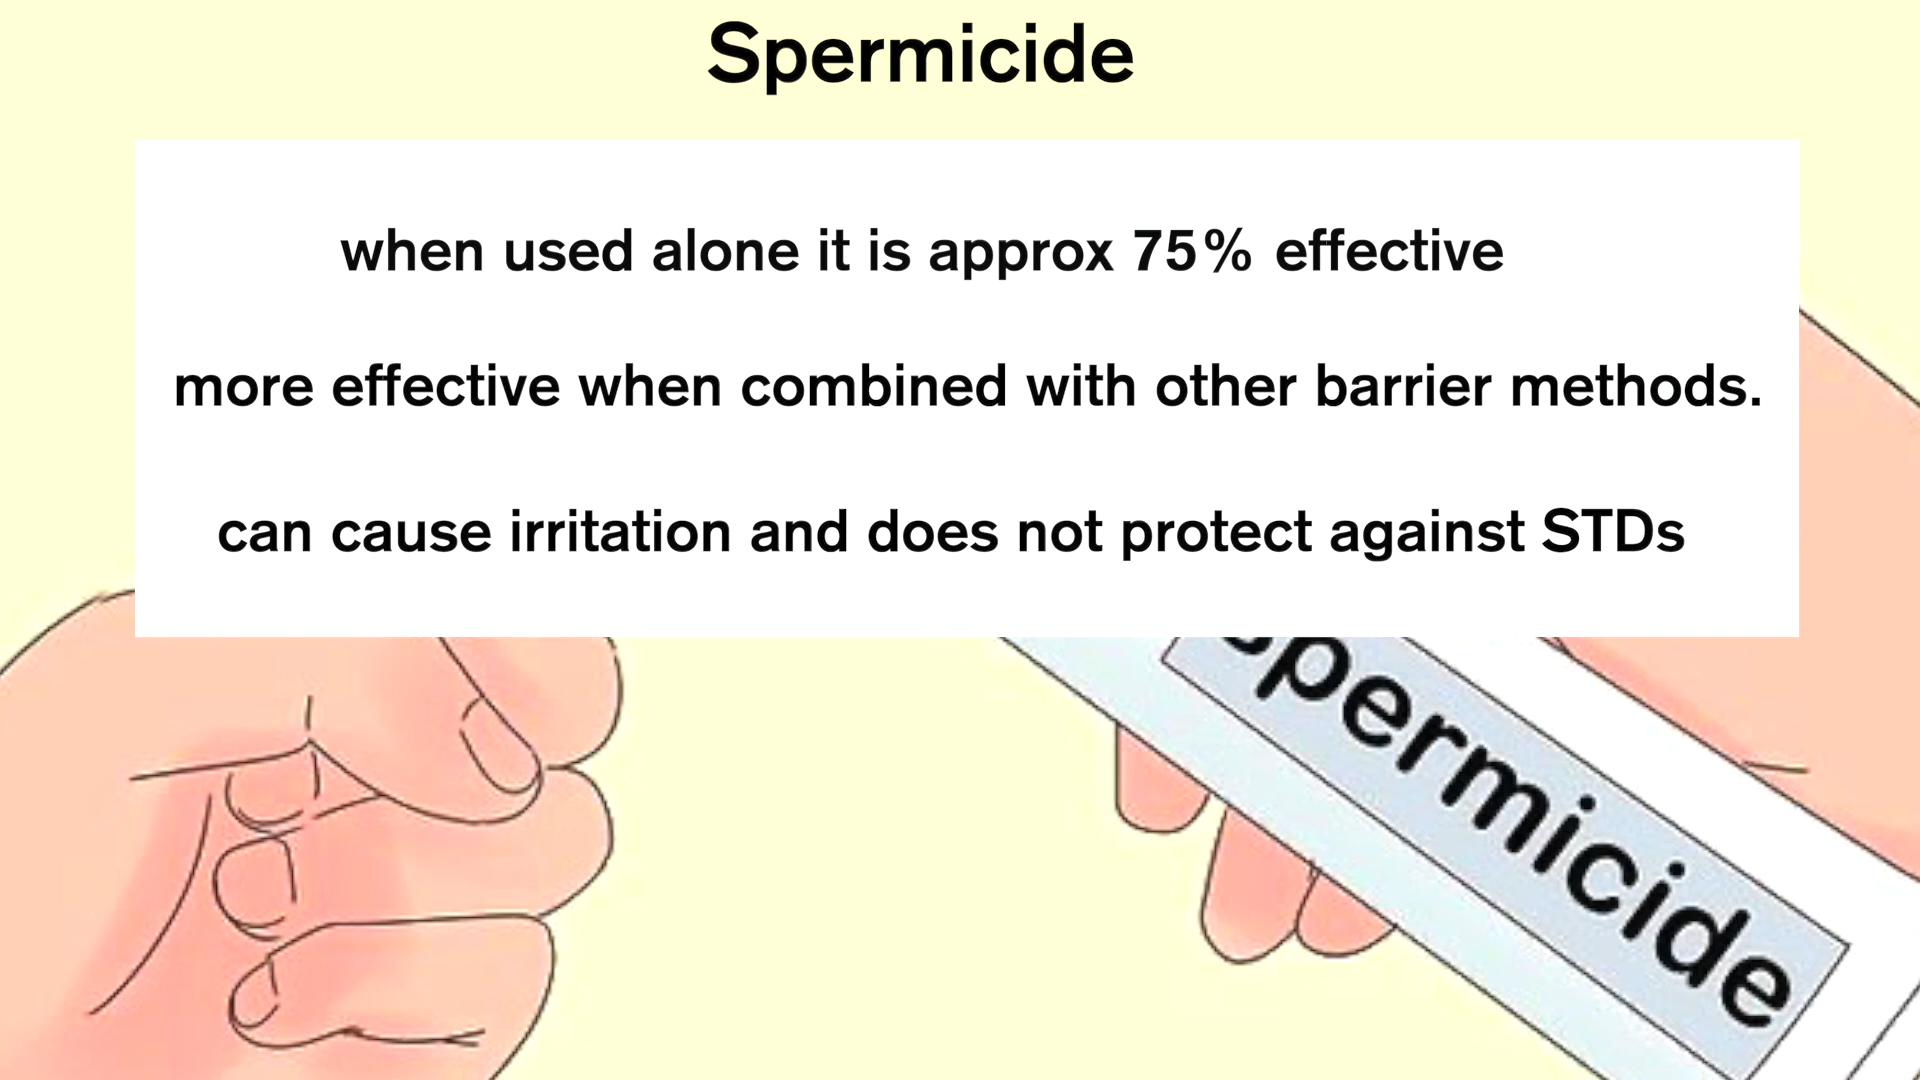 Spermicide
when used alone it is approx 75% effective
more effective when combined with other barrier methods.
can cause irritation and does not protect against STDs
spermicide